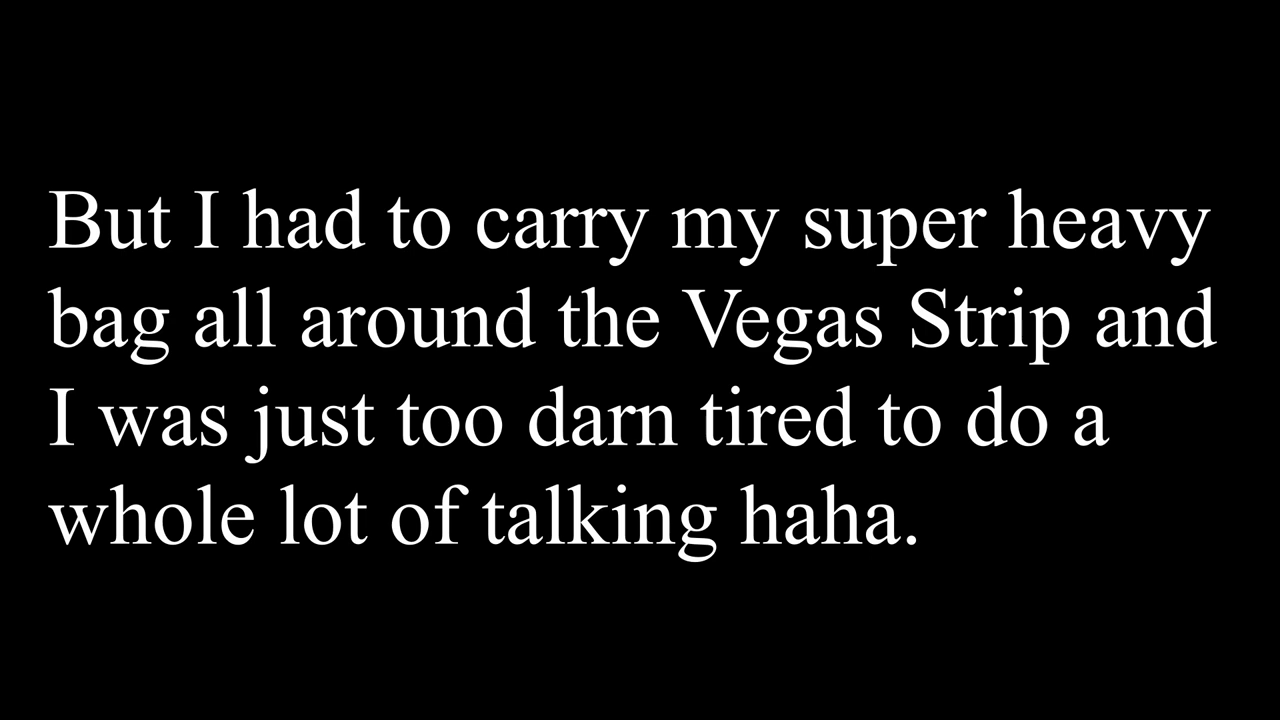 But I had to carry my super heavy
bag all around the Vegas Strip and
I was just too darn tired to do a
whole lot of talking haha.